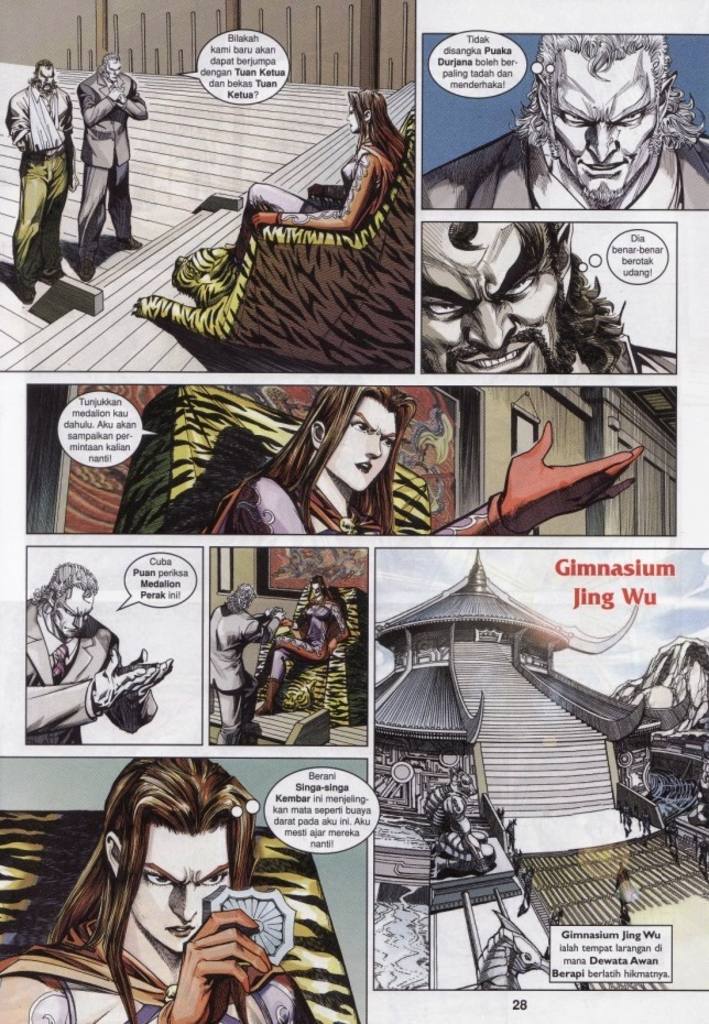 Bilakah
kami baru akan
dapat berjumpa
dengan Tuan Ketua
dan bekas Tuan
Ketua?
Tidak
disangka Puaka
Durjana boleh ber-
paling tadah dan
menderhaka!
Dia
benar-benar
berotak
udang!
Tunjukkan
medalion kau
dahulu. Aku akan
sampaikan per-
mintaan kalian
nanti!
Cuba
Puan periksa
Medalion
Perak ini!
Gimnasium
Jing Wu
Berani
Singa-singa
Kembar ini menjeling-
kan mata seperti buaya
darat pada aku ini. Aku
mesti ajar mereka
nanti!
Gimnasium Jing Wu
ialah tempat larangan di
mana Dewata Awan
Berapi berlatih hikmatnya.
28